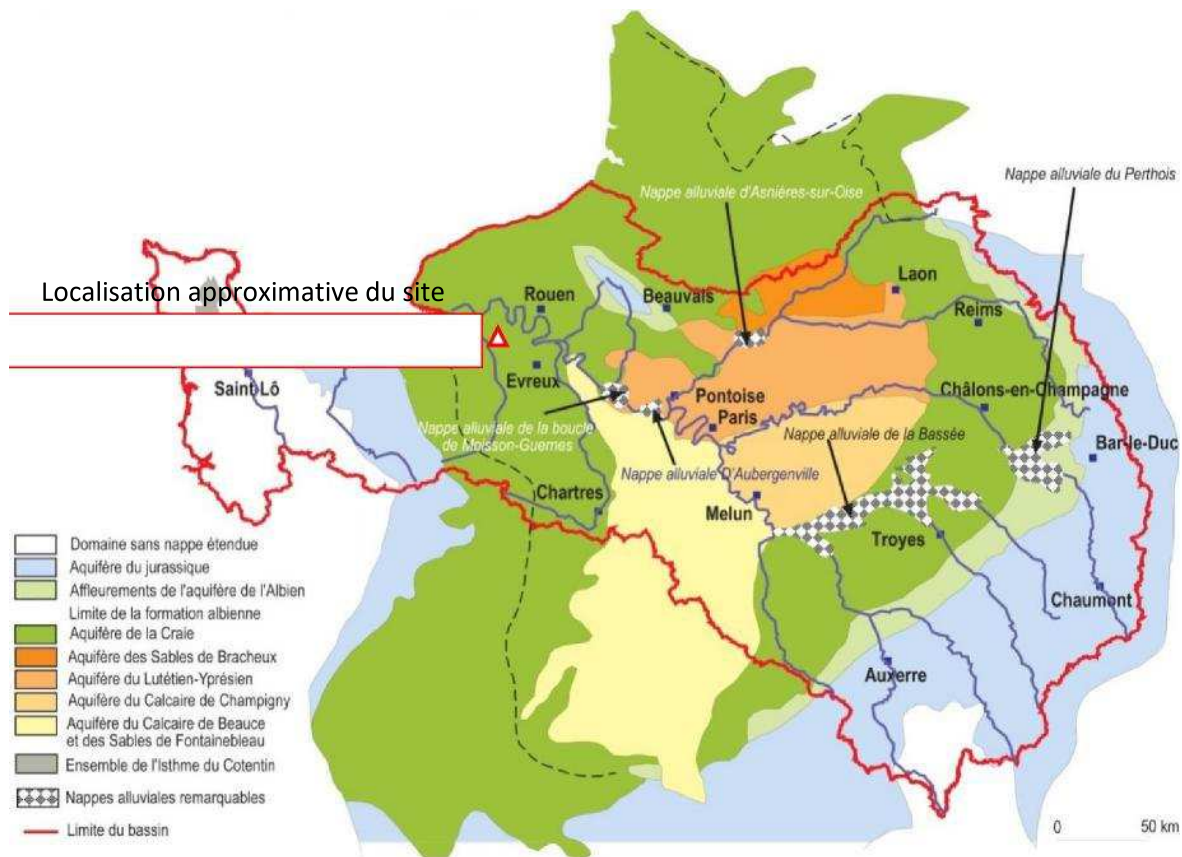 Nappe alluviale du Perthois
Nappe alluviale d'Asnières-sur-Oise
Localisation approximative du site
Laon
Rouen
Beauvais
Reims
Saint Lô
Evreux
Pontoise
Paris
Châlons-en-Champagne
Nappe alluviale de la boucle
de Moisson-Guernes
Nappe alluviale de la Bassée
Bar-le-Duc
Nappe alluviale D'Aubergenville
Chartres
Melun
Troyes
Chaumont
Auxerre
Domaine sans nappe étendue
Aquifère du jurassique
Affleurements de l'aquifère de l'Albien
Limite de la formation albienne
Aquifère de la Craie
Aquifère des Sables de Bracheux
Aquifère du Lutétien-Yprésien
Aquifère du Calcaire de Champigny
Aquifère du Calcaire de Beauce
et des Sables de Fontainebleau
Ensemble de l'Isthme du Cotentin
Nappes alluviales remarquables
Limite du bassin
0 50 km